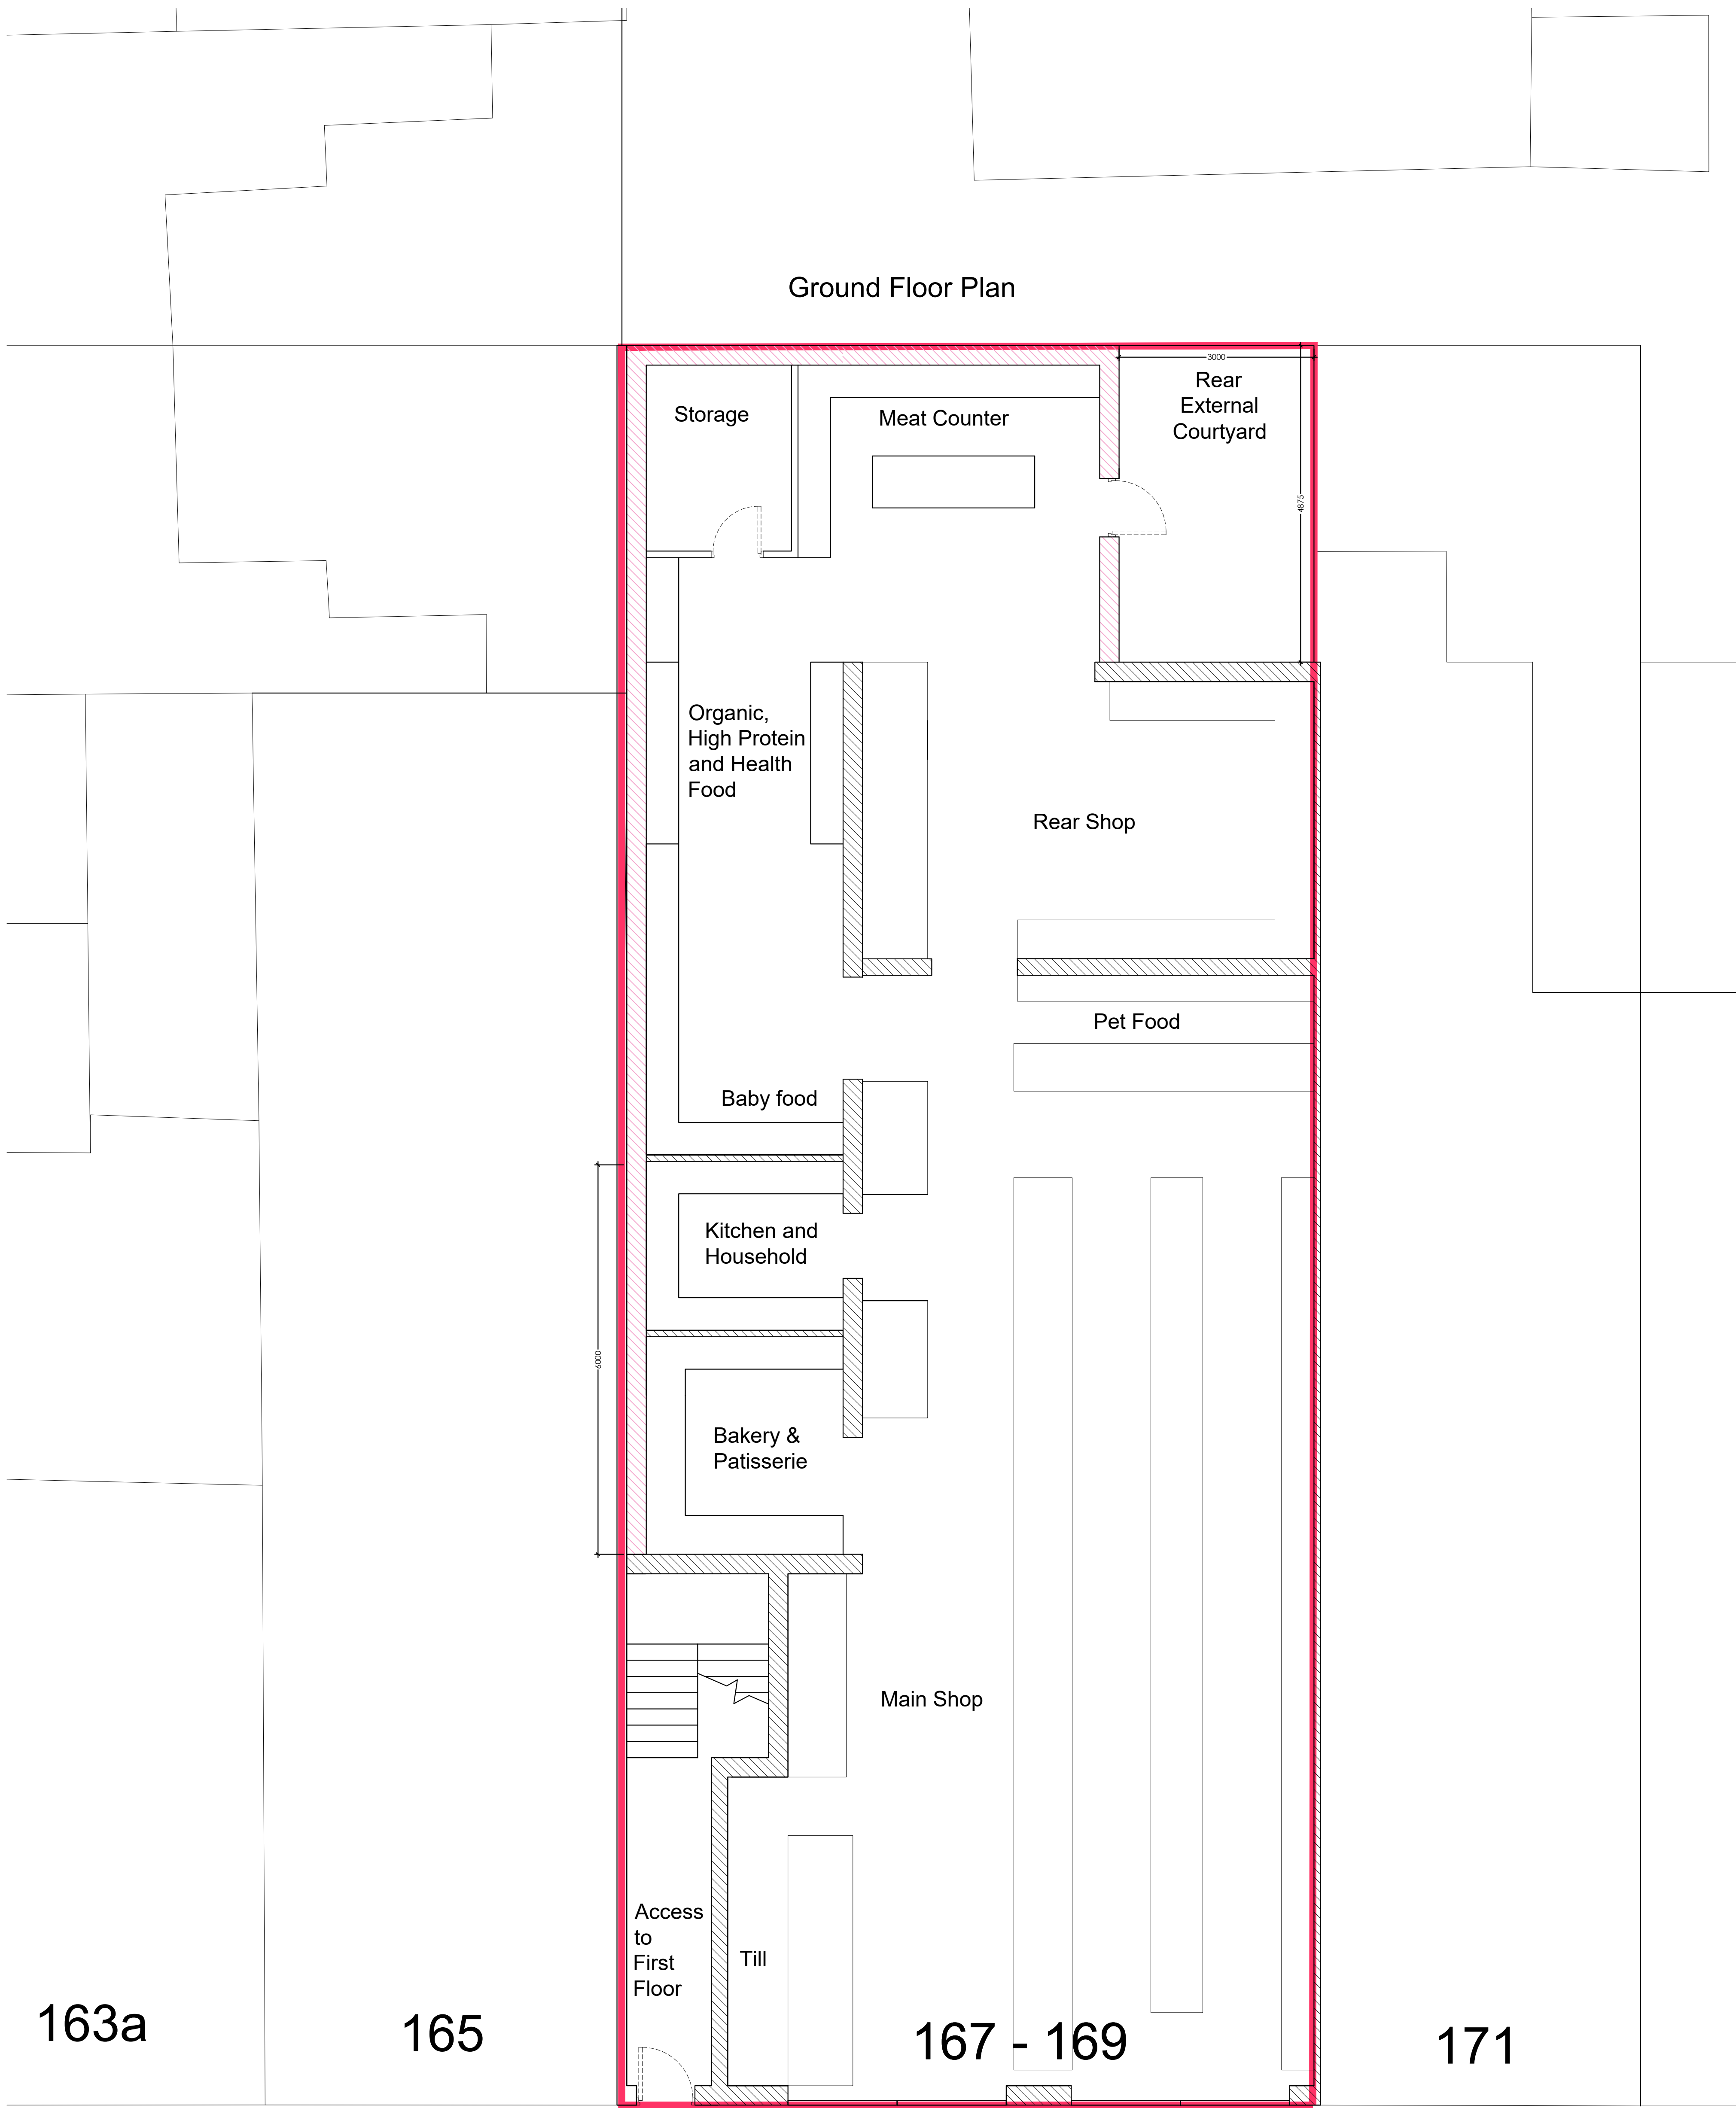 Ground Floor Plan
3000
Rear
External
Courtyard
Storage
Meat Counter
4875
Organic,
High Protein
and Health
Food
Rear Shop
Pet Food
Baby food
Kitchen and
Household
6000
Bakery &
Patisserie
Main Shop
Access
to
First
Floor
Till
163a
165
167 - 169
171